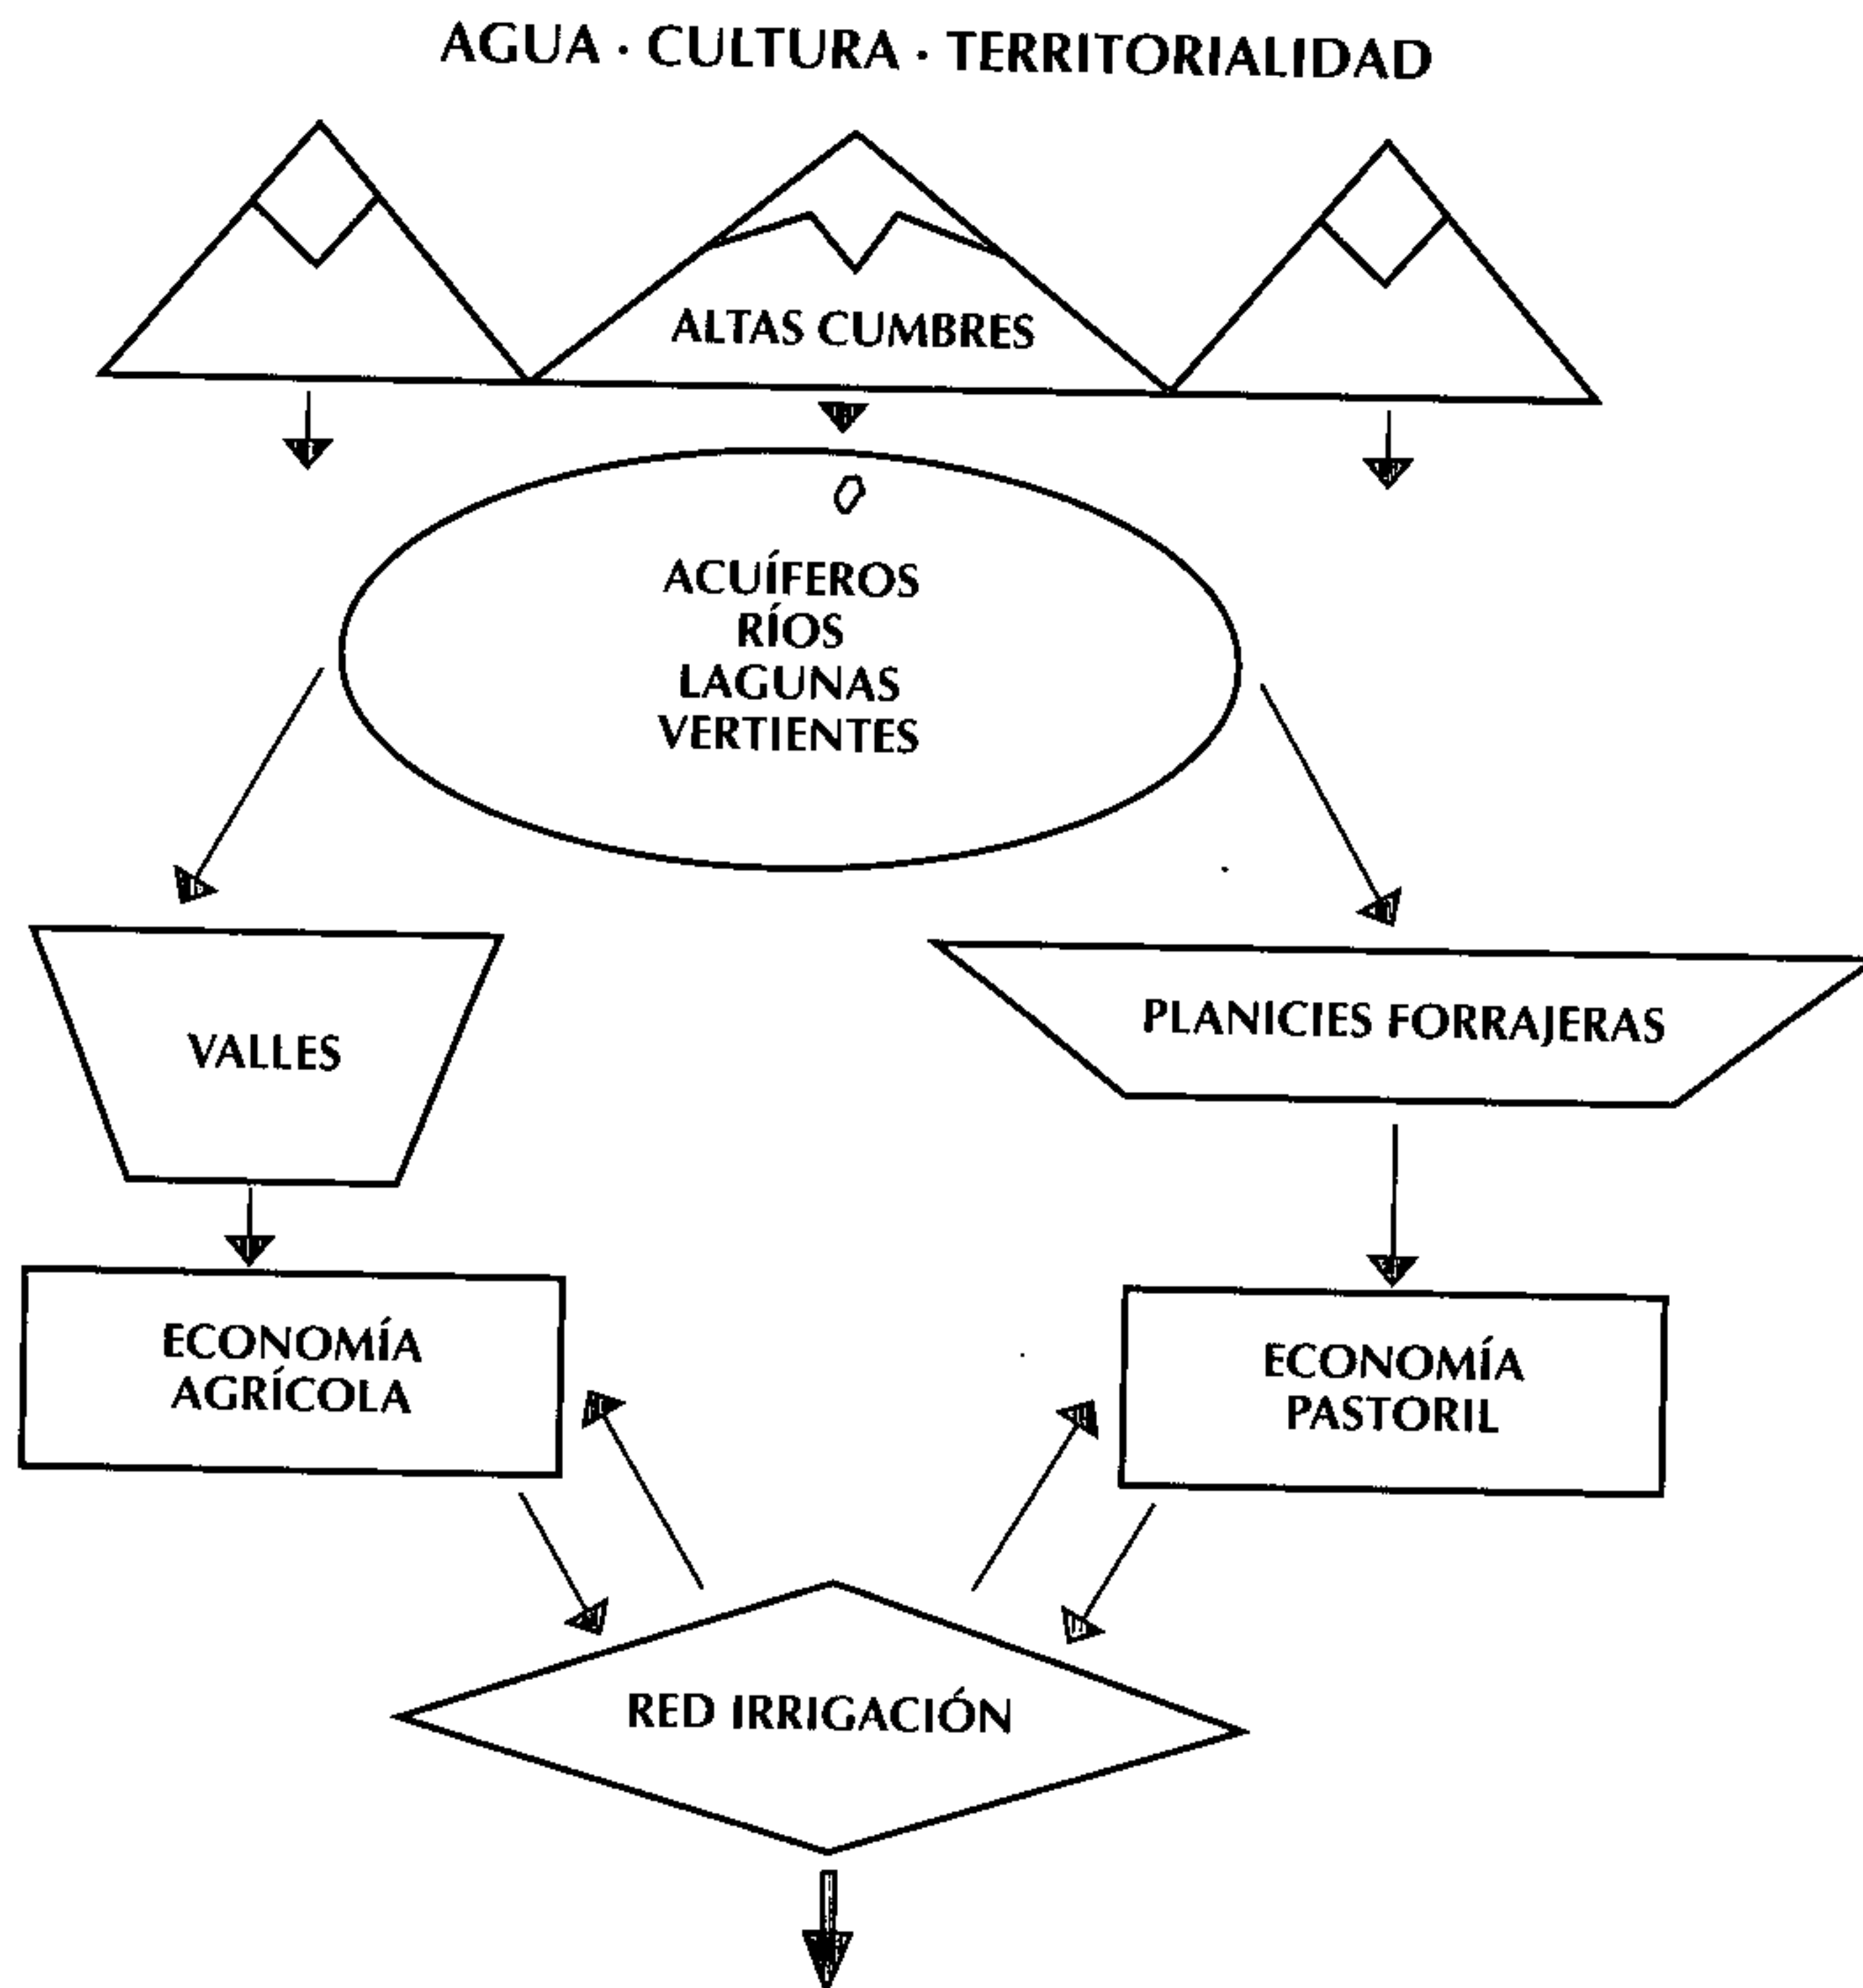 AGUA · CULTURA · TERRITORIALIDAD
ALTAS CUMBRES
ACUÍFEROS
RÍOS
LAGUNAS
VERTIENTES
VALLES
PLANICIES FORRAJERAS
ECONOMÍA
AGRÍCOLA
ECONOMÍA
PASTORIL
RED IRRIGACIÓN